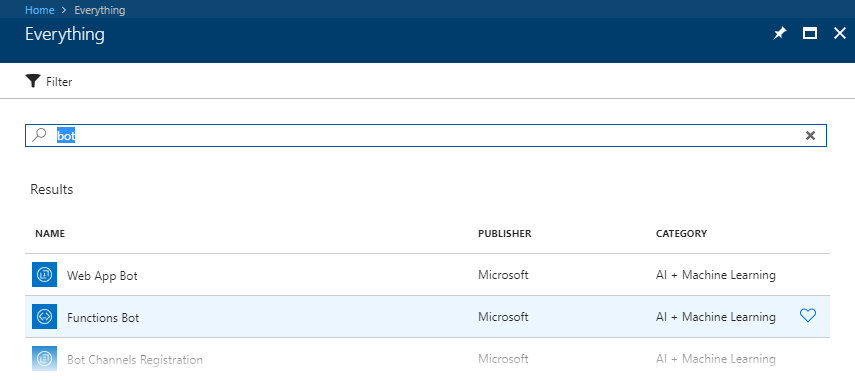 Home > Everything
Everything
Filter
bot
Results
NAME PUBLISHER CATEGORY
Web App Bot Microsoft AI + Machine Learning
Functions Bot Microsoft AI + Machine Learning
Bot Channels Registration Microsoft AI + Machine Learning